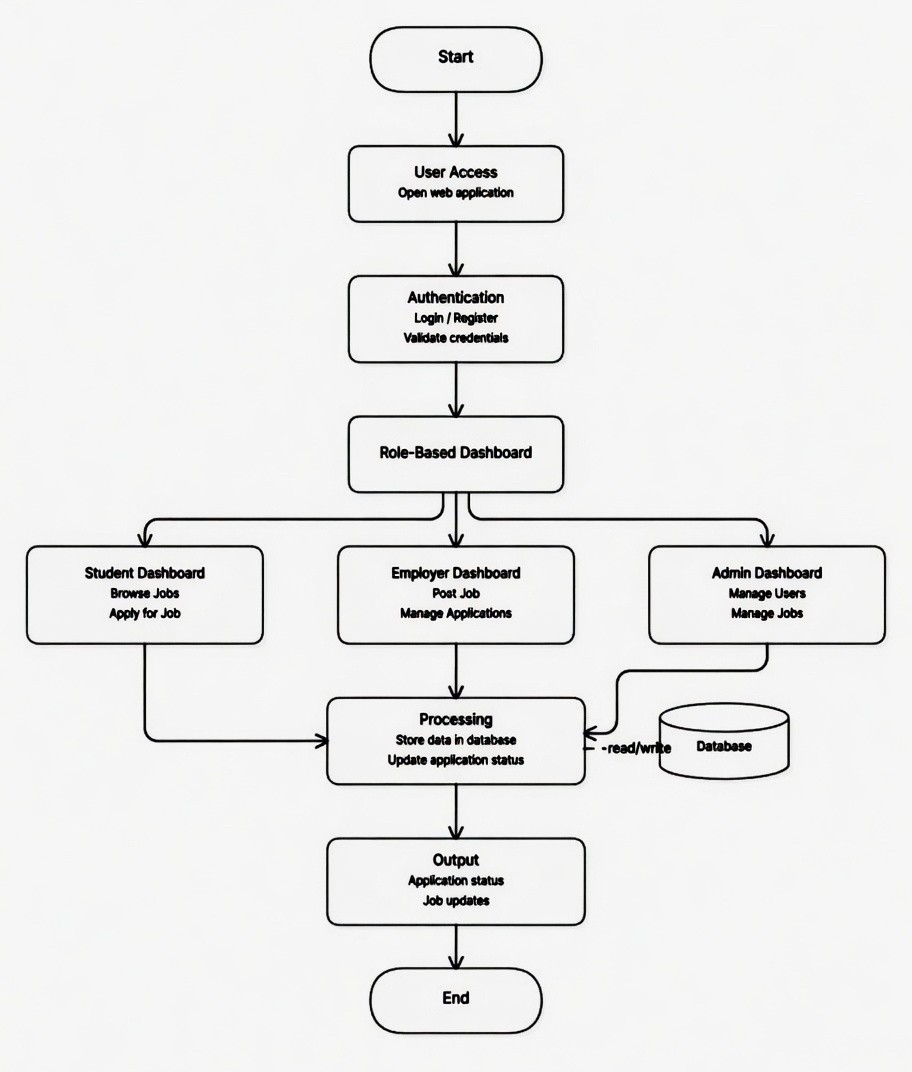 Start
User Access
Open web application
Authentication
Login / Register
Validate credentials
Role-Based Dashboard
Student Dashboard
Browse Jobs
Apply for Job
Employer Dashboard
Post Job
Manage Applications
Admin Dashboard
Manage Users
Manage Jobs
Processing
Store data in database
Update application status
read/write
Database
Output
Application status
Job updates
End